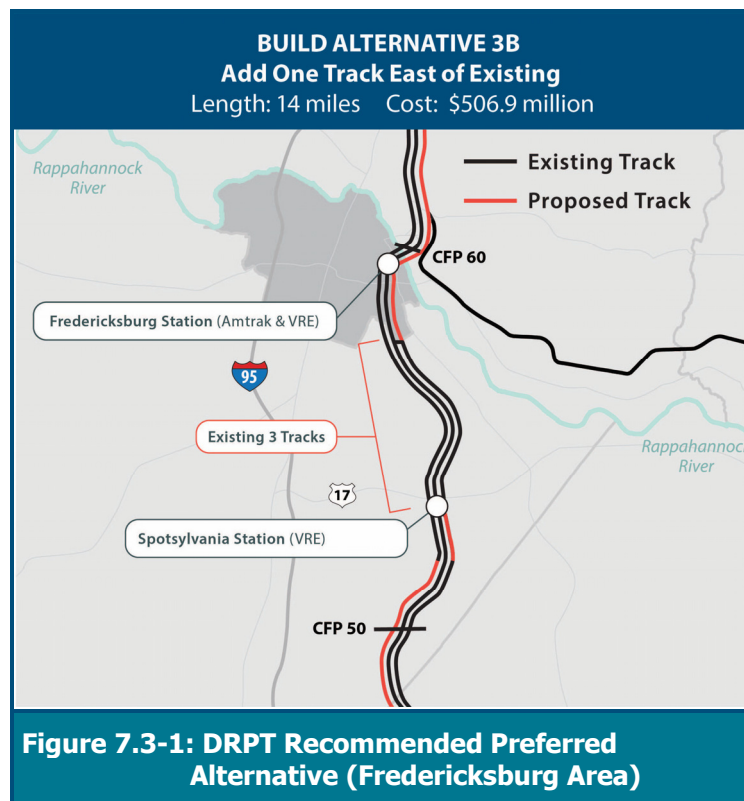 BUILD ALTERNATIVE 3B
Add One Track East of Existing
Length: 14 miles Cost: $506.9 million
Rappahannock
River
Existing Track
Proposed Track
CFP 60
Fredericksburg Station (Amtrak & VRE)
95
Existing 3 Tracks
Rappahannock
River
17
Spotsylvania Station (VRE)
CFP 50
Figure 7.3-1: DRPT Recommended Preferred
Alternative (Fredericksburg Area)